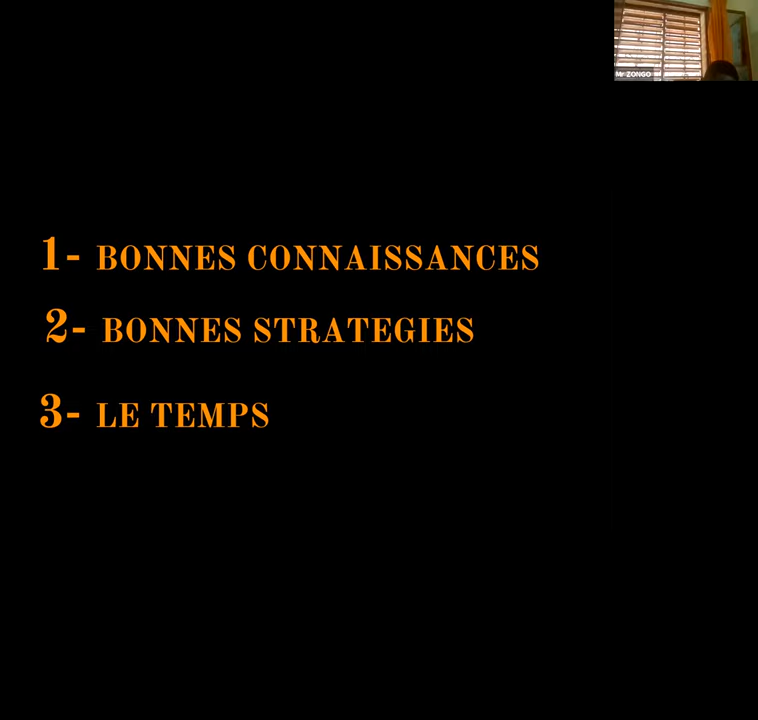 Mr ZONGO
1- BONNES CONNAISSANCES
2- BONNES STRATEGIES
3- LE TEMPS